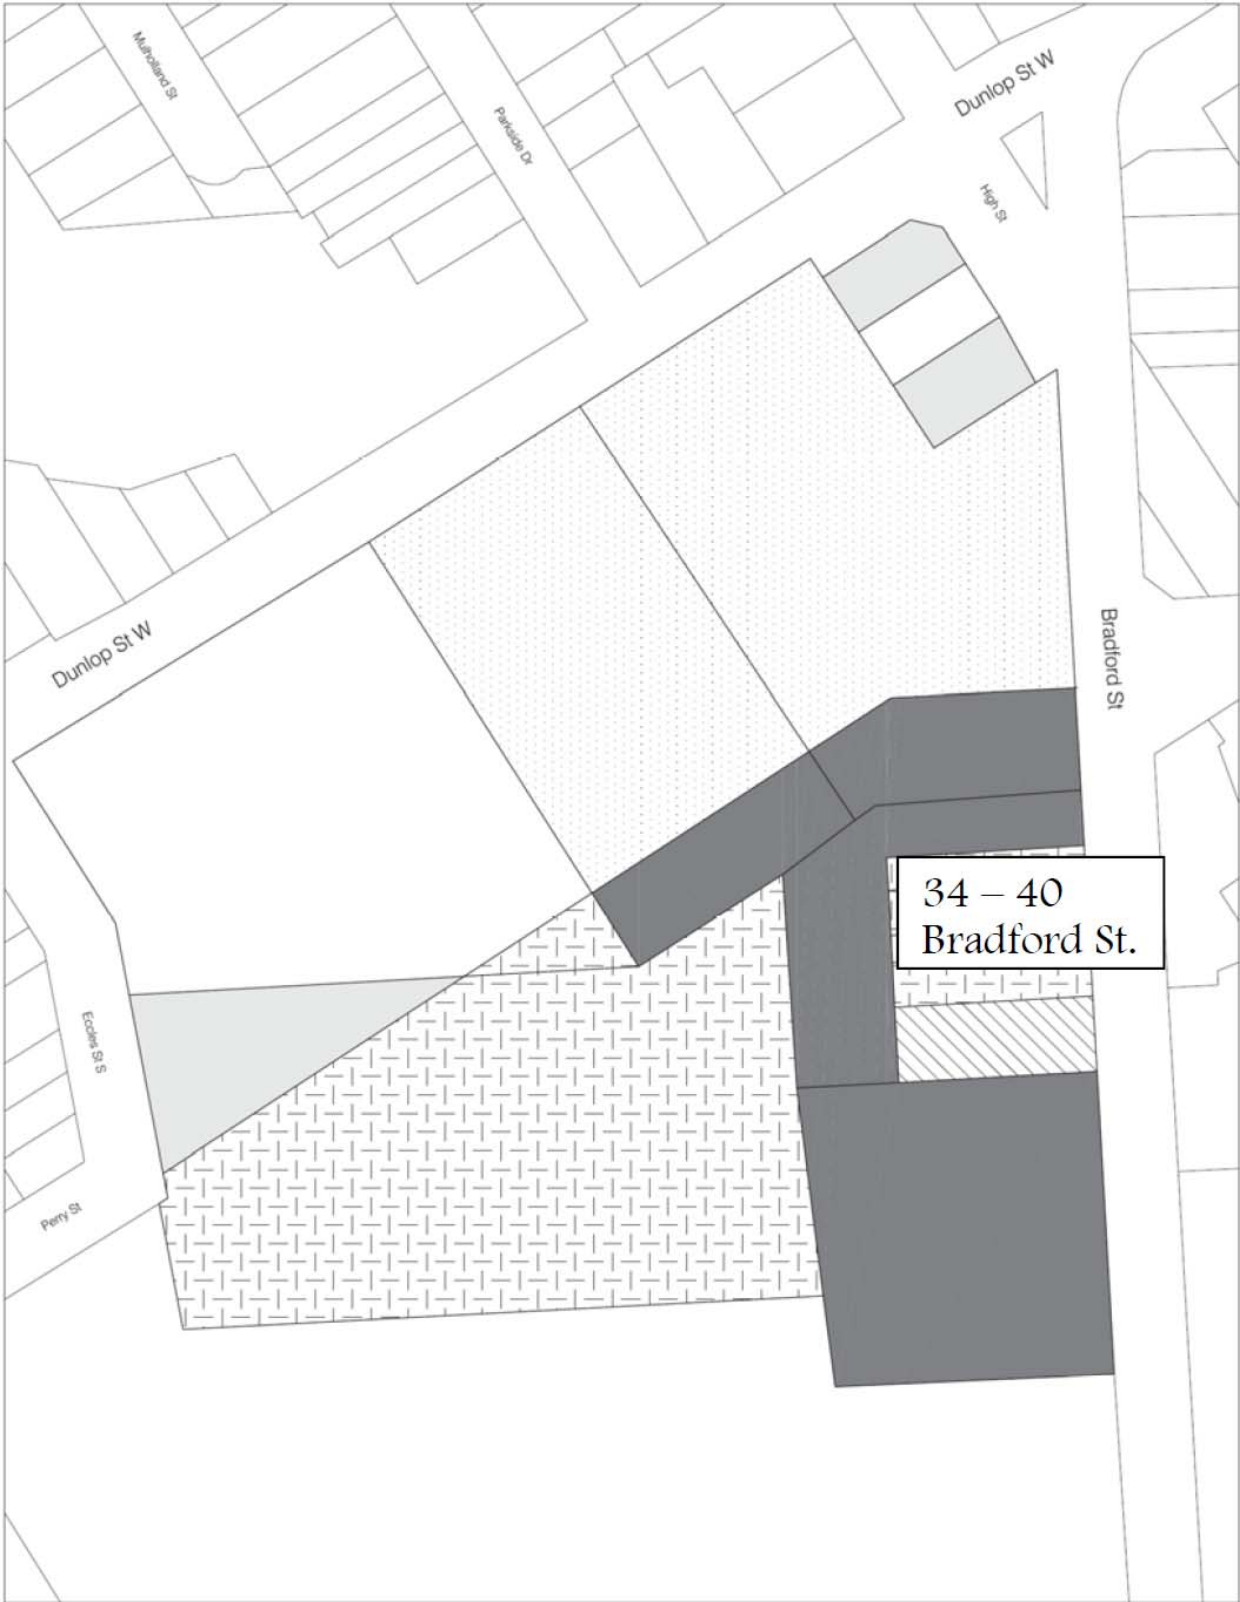 Mulholland St
Parkside Dr
Dunlop St W
High St
Dunlop St W
Bradford St
34 – 40
Bradford St.
Eccles St S
Perry St